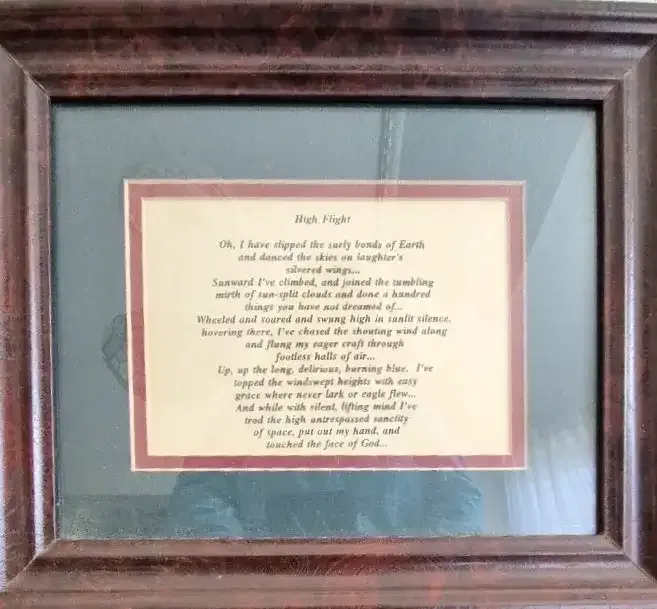 High Flight
Oh, I have slipped the surly bonds of Earth
and danced the skies on laughter's
silvered wings...
Sunward I've climbed, and joined the tumbling
mirth of sun-split clouds and done a hundred
things you have not dreamed of...
Wheeled and soared and swung high in sunlit silence.
hovering there, I've chased the shouting wind along
and flung my eager craft through
footless halls of air...
Up, up the long, delirious, burning blue. I've
topped the windswept heights with easy
grace where never lark or eagle flew...
And while with silent, lifting mind I've
trod the high untrespassed sanctity
of space, put out my hand, and
touched the face of God...